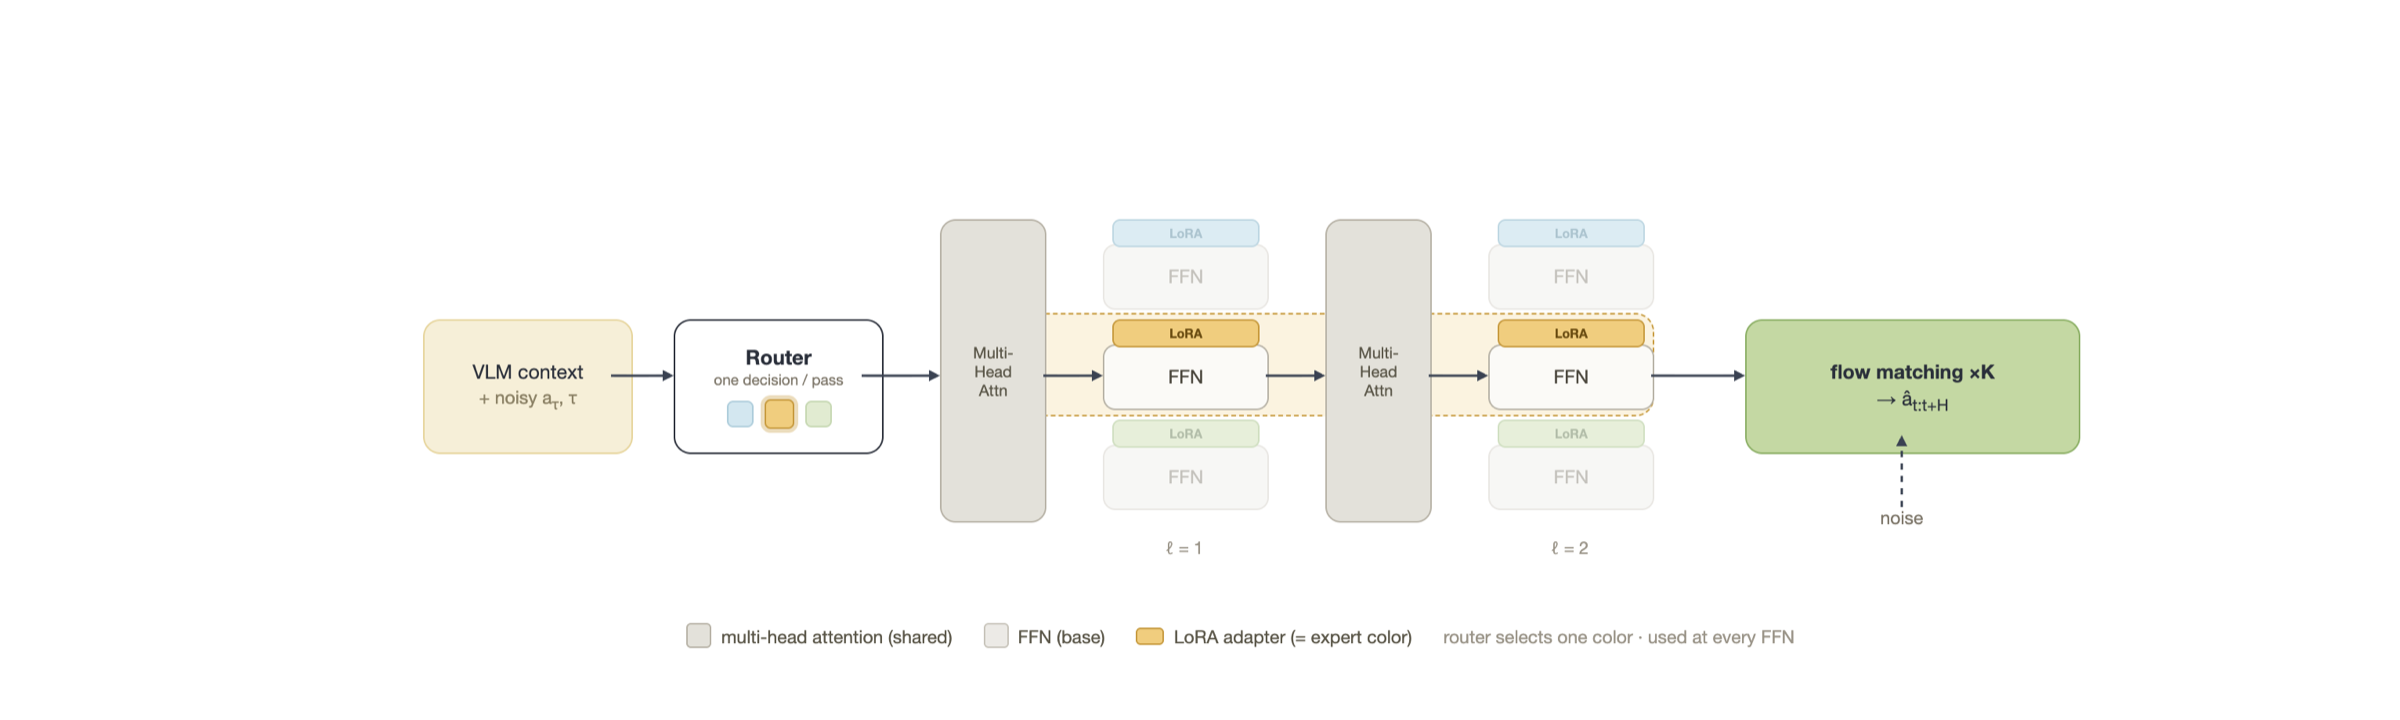 VLM context
+ noisy aτ, τ
Router
one decision / pass
Multi-
Head
Attn
LoRA
FFN
LoRA
FFN
LoRA
FFN
ℓ = 1
Multi-
Head
Attn
LoRA
FFN
LoRA
FFN
LoRA
FFN
ℓ = 2
flow matching ×K
→ ât:t+H
noise
multi-head attention (shared)
FFN (base)
LoRA adapter (= expert color)
router selects one color · used at every FFN